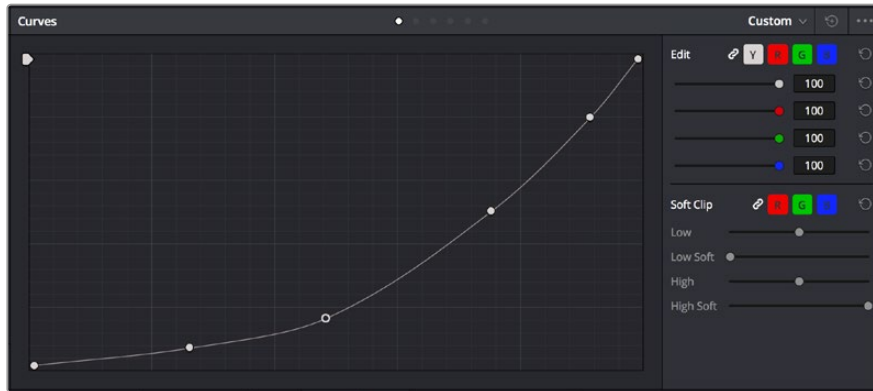 Curves
Custom
Edit
Y
R
G
100
100
100
100
Soft Clip
R
G
Low
Low Soft
High
High Soft